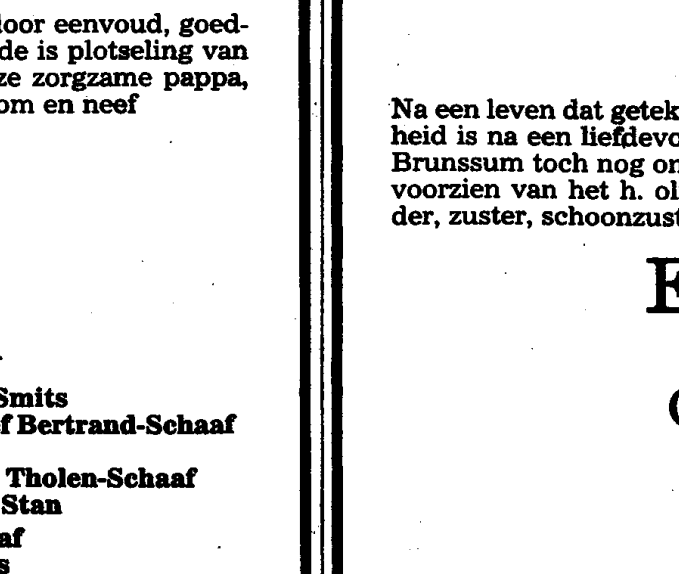 door eenvoud, goed-
de is plotseling van
ze zorgzame pappa,
om en neef
Smits
f Bertrand-Schaaf
Tholen-Schaaf
Stan
af
s
Na een leven dat getek
heid is na een liefdevo
Brunssum toch nog on
voorzien van het h. ol
der, zuster, schoonzust
E